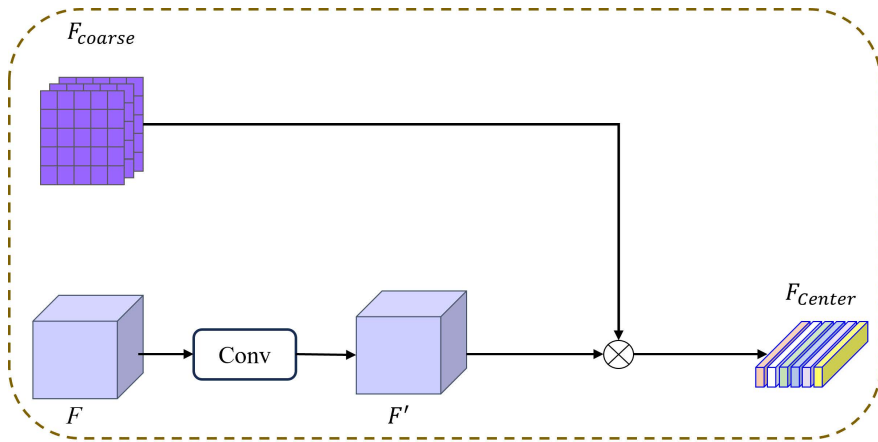 F_coarse
F_Center
Conv
F
F′